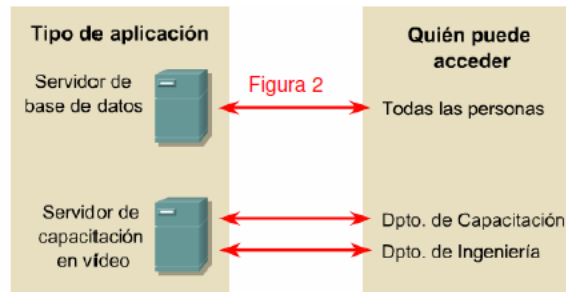 Tipo de aplicación
Servidor de
base de datos
Servidor de
capacitación
en vídeo
Figura 2
Quién puede
acceder
Todas las personas
Dpto. de Capacitación
Dpto. de Ingeniería